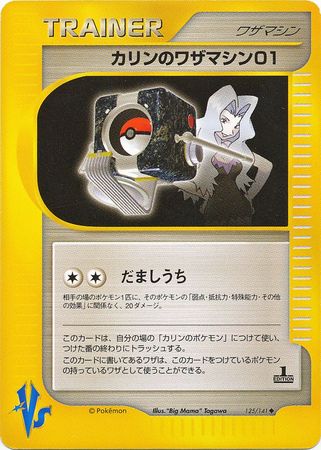 TRAINER
ワザマシン
カリンのワザマシン01
だましうち
相手の場のポケモン1匹に、そのポケモンの「弱点・抵抗力・特殊能力・その他
の効果」に関係なく、20ダメージ。
このカードは、自分の場の「カリンのポケモン」につけて使い、
つけた番の終わりにトラッシュする。
このカードに書いてあるワザは、このカードをつけているポケモン
の持っているワザとして使うことができる。
1
EDITION
VS
© Pokémon
Illus. "Big Mama" Tagawa
125/141 ◆